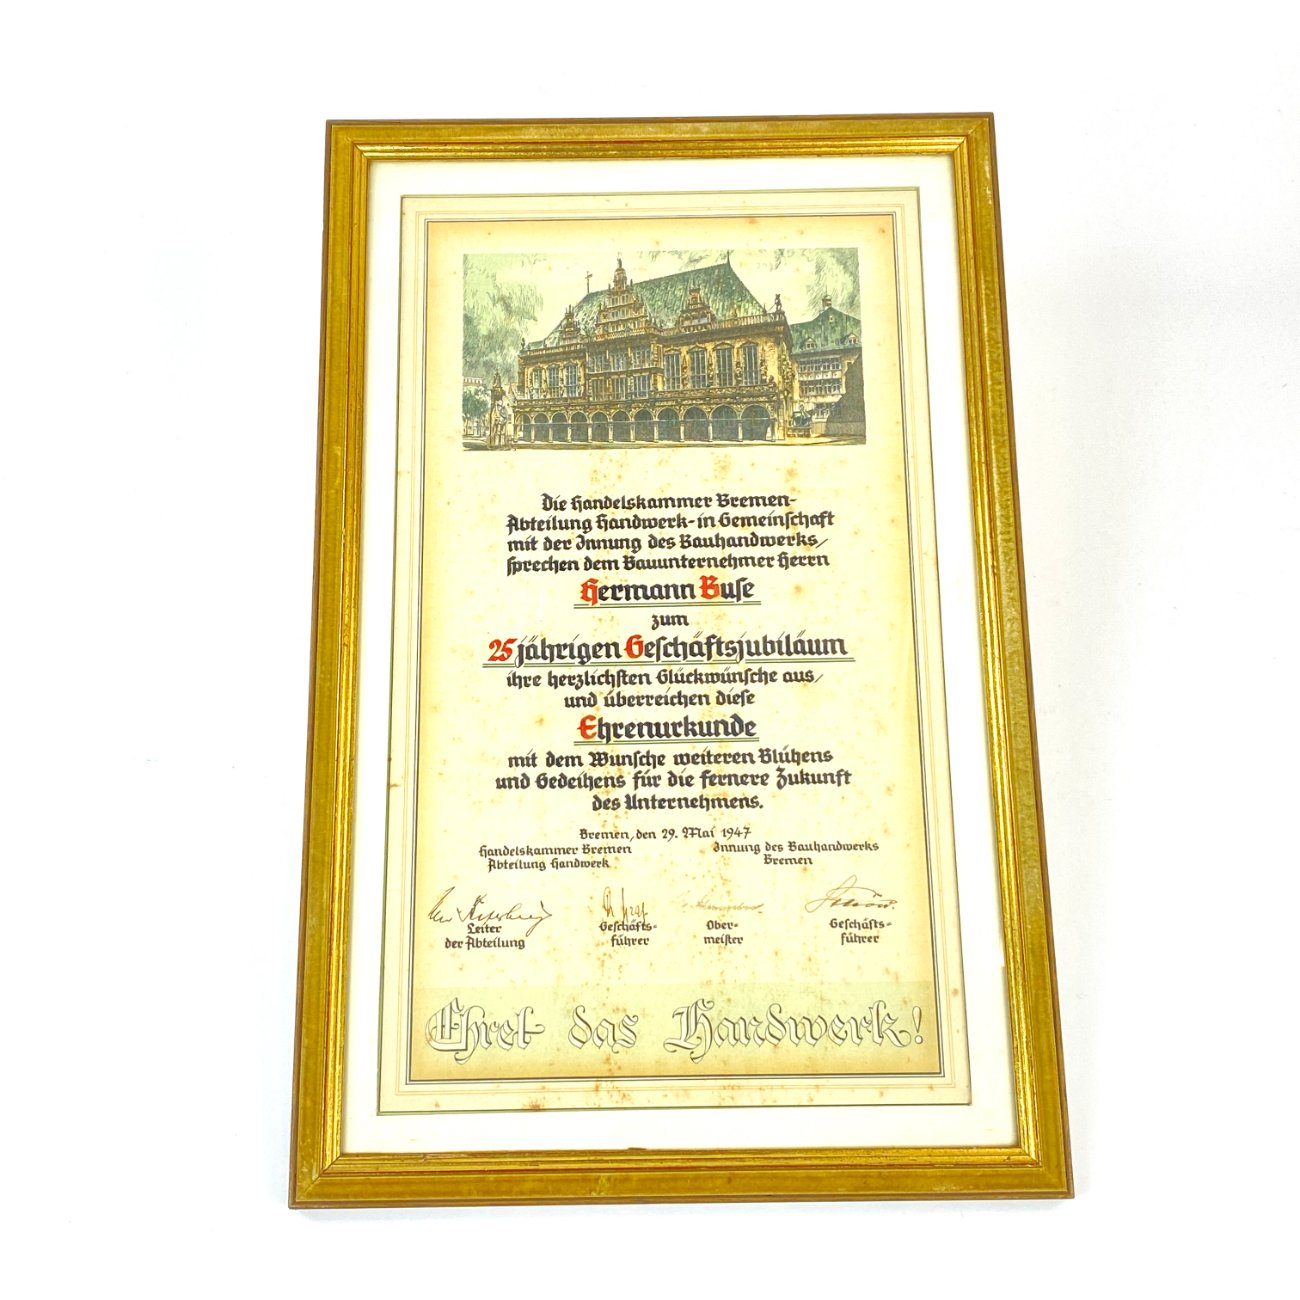 Die Handelskammer Bremen-
Abteilung Handwerk-in Gemeinschaft
mit der Innung des Bauhandwerks/
sprechen dem Bauunternehmer Herrn
Hermann Buse
zum
25jährigen Geschäftsjubiläum
ihre herzlichsten Glückwünsche aus/
und überreichen diese
Ehrenurkunde
mit dem Wunsche weiteren Blühens
und Gedeihens für die fernere Zukunft
des Unternehmens.
Bremen, den 29. Mai 1947
Handelskammer Bremen
Abteilung Handwerk
Innung des Bauhandwerks
Bremen
Leiter
der Abteilung
Geschäfts-
führer
Ober-
meister
Geschäfts-
führer
Ehret das Handwerk!